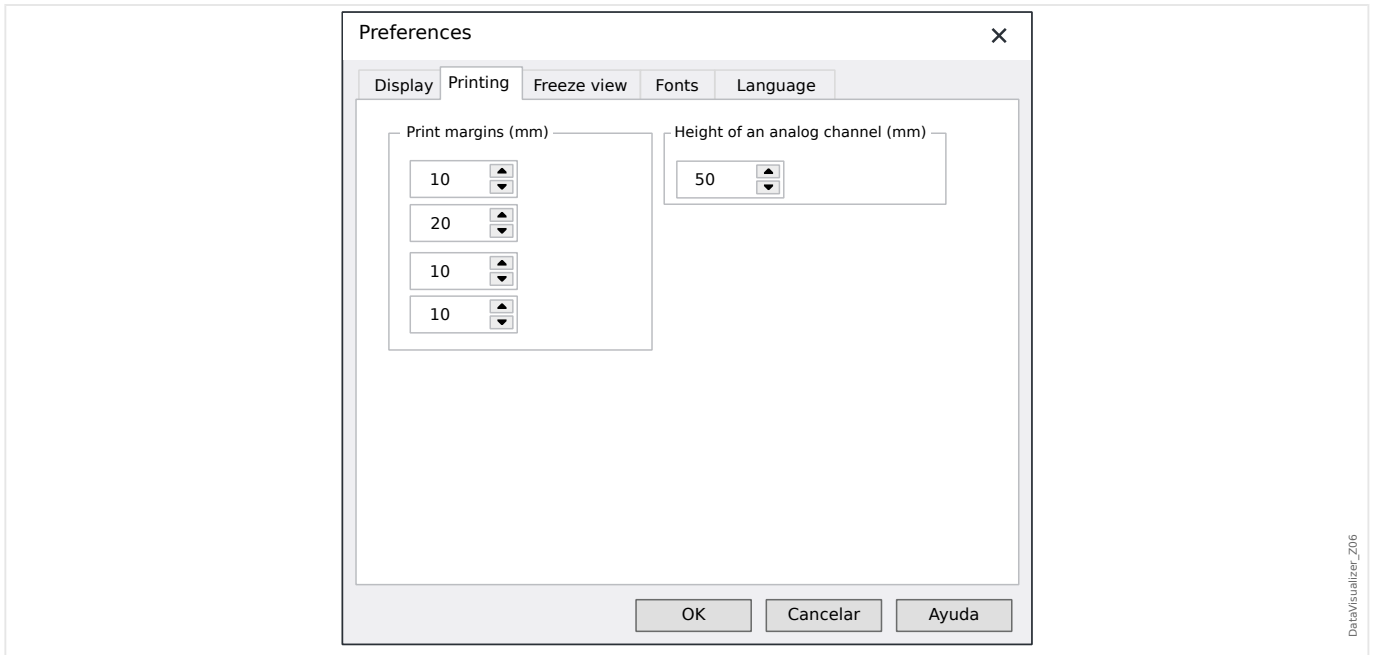 Preferences
Display Printing Freeze view Fonts Language
Print margins (mm)
10
20
10
10
Height of an analog channel (mm)
50
OK Cancelar Ayuda
DataVisualizer_Z06